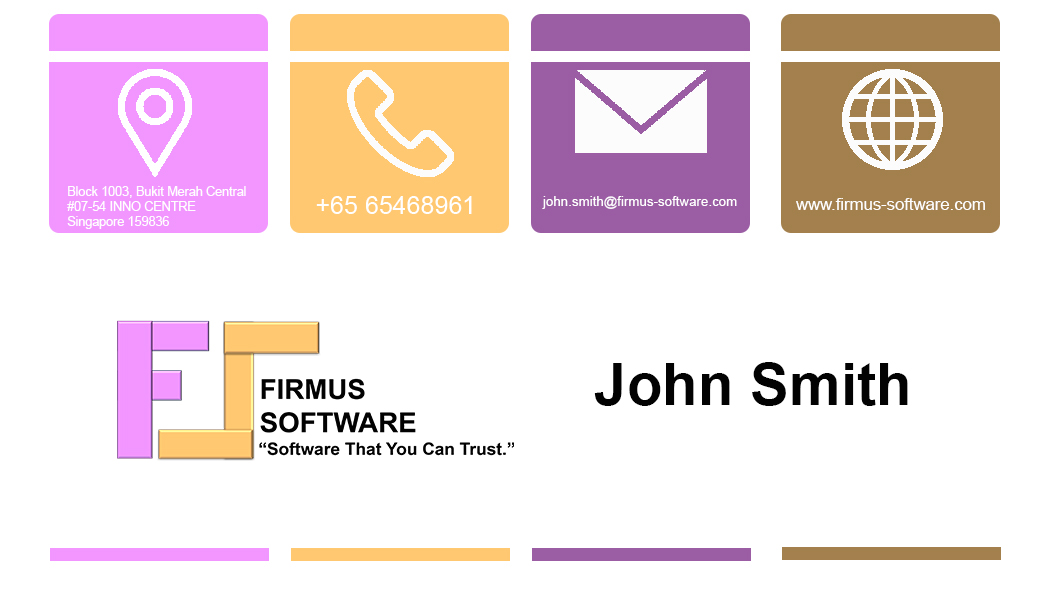 Block 1003, Bukit Merah Central
#07-54 INNO CENTRE
Singapore 159836
+65 65468961
john.smith@firmus-software.com
www.firmus-software.com
FS
FIRMUS
SOFTWARE
“Software That You Can Trust.”
John Smith